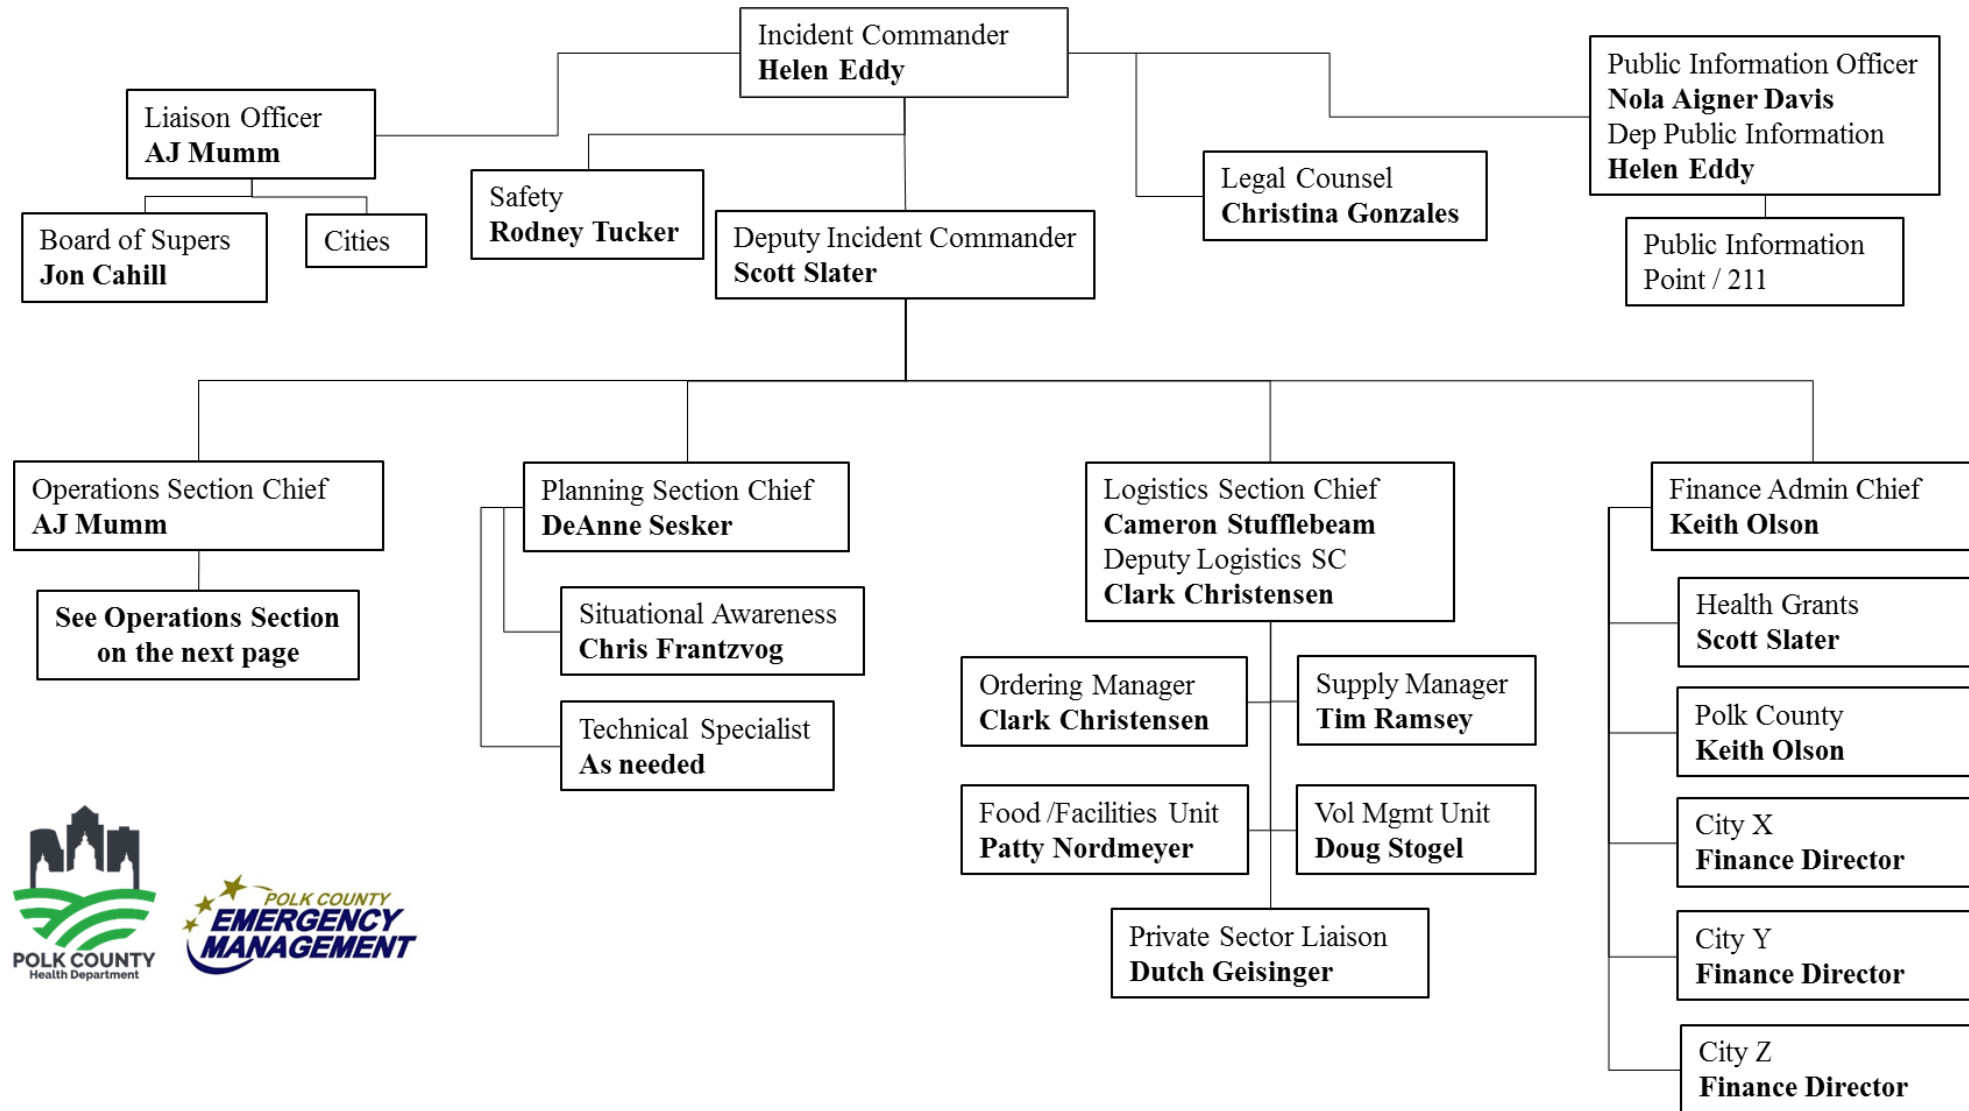 Incident Commander
Helen Eddy
Public Information Officer
Nola Aigner Davis
Dep Public Information
Helen Eddy
Liaison Officer
AJ Mumm
Safety
Rodney Tucker
Legal Counsel
Christina Gonzales
Board of Supers
Jon Cahill
Cities
Deputy Incident Commander
Scott Slater
Public Information
Point / 211
Operations Section Chief
AJ Mumm
See Operations Section
on the next page
Planning Section Chief
DeAnne Sesker
Situational Awareness
Chris Frantzvog
Technical Specialist
As needed
Logistics Section Chief
Cameron Stufflebeam
Deputy Logistics SC
Clark Christensen
Ordering Manager
Clark Christensen
Supply Manager
Tim Ramsey
Food /Facilities Unit
Patty Nordmeyer
Vol Mgmt Unit
Doug Stogel
Private Sector Liaison
Dutch Geisinger
Finance Admin Chief
Keith Olson
Health Grants
Scott Slater
Polk County
Keith Olson
City X
Finance Director
City Y
Finance Director
City Z
Finance Director
POLK COUNTY
Health Department
POLK COUNTY
EMERGENCY
MANAGEMENT